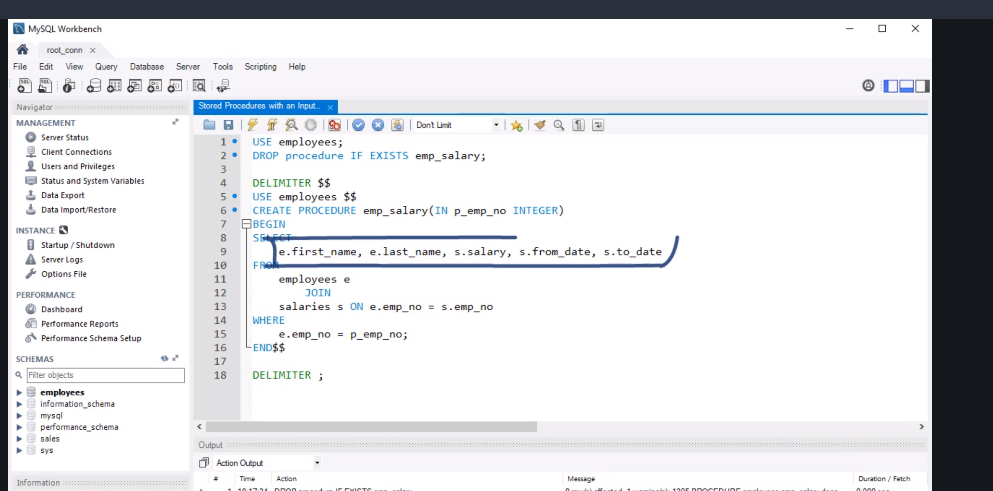 MySQL Workbench
root_conn ×
File Edit View Query Database Server Tools Scripting Help
Navigator
MANAGEMENT
Server Status
Client Connections
Users and Privileges
Status and System Variables
Data Export
Data Import/Restore
INSTANCE
Startup / Shutdown
Server Logs
Options File
PERFORMANCE
Dashboard
Performance Reports
Performance Schema Setup
SCHEMAS
Filter objects
employees
information_schema
mysql
performance_schema
sales
sys
Information
Stored Procedures with an Input... ×
Don't Limit
1 USE employees;
2 DROP procedure IF EXISTS emp_salary;
3
4 DELIMITER $$
5 USE employees $$
6 CREATE PROCEDURE emp_salary(IN p_emp_no INTEGER)
7 BEGIN
8 SELECT
9 e.first_name, e.last_name, s.salary, s.from_date, s.to_date
10 FROM
11 employees e
12 JOIN
13 salaries s ON e.emp_no = s.emp_no
14 WHERE
15 e.emp_no = p_emp_no;
16 END$$
17
18 DELIMITER ;
Output
Action Output
# Time Action Message Duration / Fetch
DROP procedure IF EXISTS emp_salary